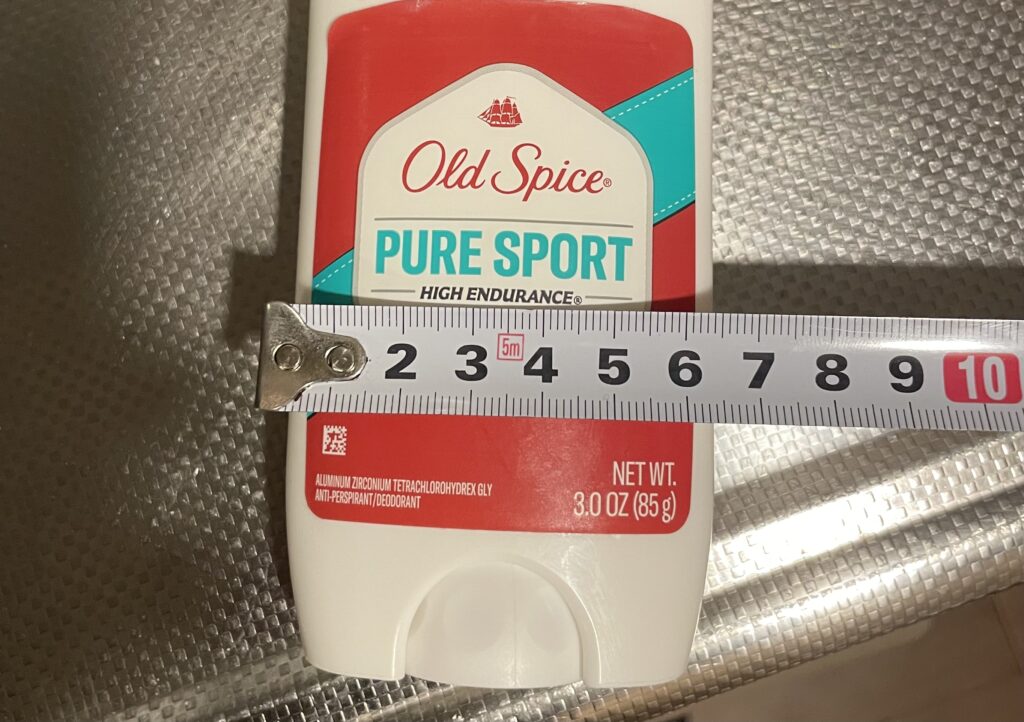 Old Spice®
PURE SPORT
HIGH ENDURANCE®
2 3 5m 4 5 6 7 8 9 10
ALUMINUM ZIRCONIUM TETRACHLOROHYDREX GLY
ANTI-PERSPIRANT/DEODORANT
NET WT.
3.0 OZ (85 g)